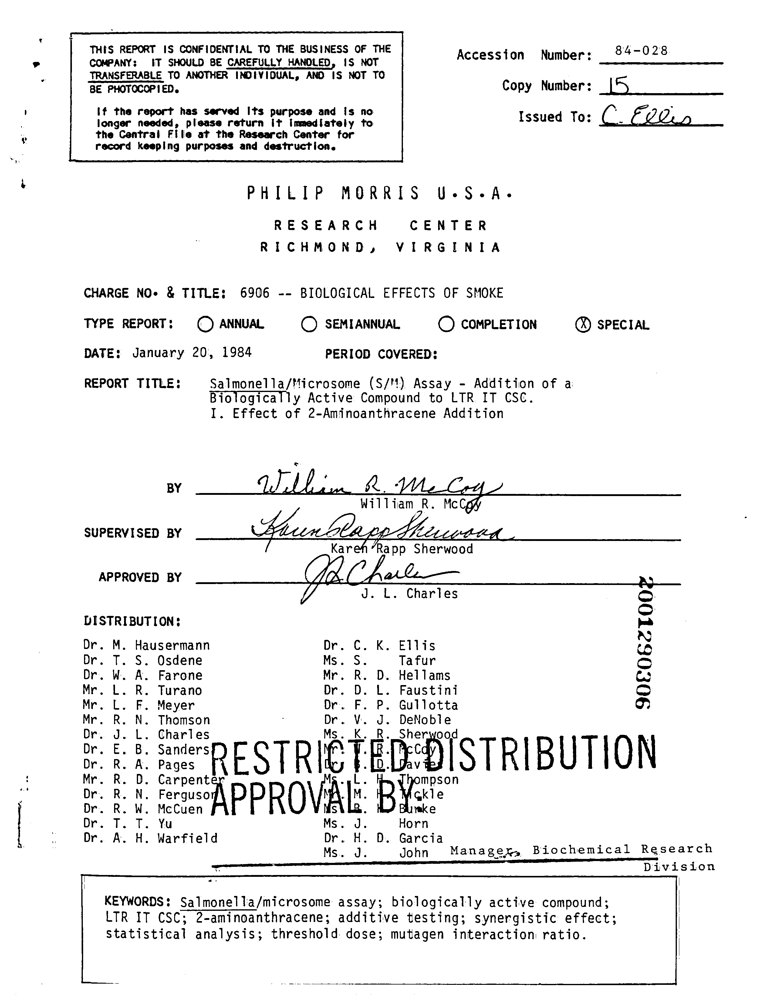 THIS REPORT IS CONFIDENTIAL TO THE BUSINESS OF THE
COMPANY: IT SHOULD BE CAREFULLY HANDLED, IS NOT
TRANSFERABLE TO ANOTHER INDIVIDUAL, AND IS NOT TO
BE PHOTOCOPIED.
If the report has served its purpose and is no
longer needed, please return it immediately to
the Central File at the Research Center for
record keeping purposes and destruction.
Accession Number: 84-028
Copy Number: 15
Issued To: C. Ellis
PHILIP MORRIS U.S.A.
RESEARCH CENTER
RICHMOND, VIRGINIA
CHARGE NO. & TITLE: 6906 -- BIOLOGICAL EFFECTS OF SMOKE
TYPE REPORT: ANNUAL SEMIANNUAL COMPLETION (X) SPECIAL
DATE: January 20, 1984 PERIOD COVERED:
REPORT TITLE: Salmonella/Microsome (S/M) Assay - Addition of a
Biologically Active Compound to LTR IT CSC.
I. Effect of 2-Aminoanthracene Addition
BY William R. McCoy
William R. McCoy
SUPERVISED BY Karen Rapp Sherwood
Karen Rapp Sherwood
APPROVED BY J L Charles
J. L. Charles
2001290306
DISTRIBUTION:
Dr. M. Hausermann
Dr. T. S. Osdene
Dr. W. A. Farone
Mr. L. R. Turano
Mr. L. F. Meyer
Mr. R. N. Thomson
Dr. J. L. Charles
Dr. E. B. Sanders
Dr. R. A. Pages
Mr. R. D. Carpenter
Dr. R. N. Ferguson
Dr. R. W. McCuen
Dr. T. T. Yu
Dr. A. H. Warfield
Dr. C. K. Ellis
Ms. S. Tafur
Mr. R. D. Hellams
Dr. D. L. Faustini
Dr. F. P. Gullotta
Dr. V. J. DeNoble
Ms. K. R. Sherwood
R. McCoy
D.
Ms. L. H. Thompson
M.
B. Burke
Ms. J. Horn
Dr. H. D. Garcia
Ms. J. John
RESTRICTED DISTRIBUTION
APPROVAL BY
Manager, Biochemical Research
Division
KEYWORDS: Salmonella/microsome assay; biologically active compound;
LTR IT CSC; 2-aminoanthracene; additive testing; synergistic effect;
statistical analysis; threshold dose; mutagen interaction ratio.